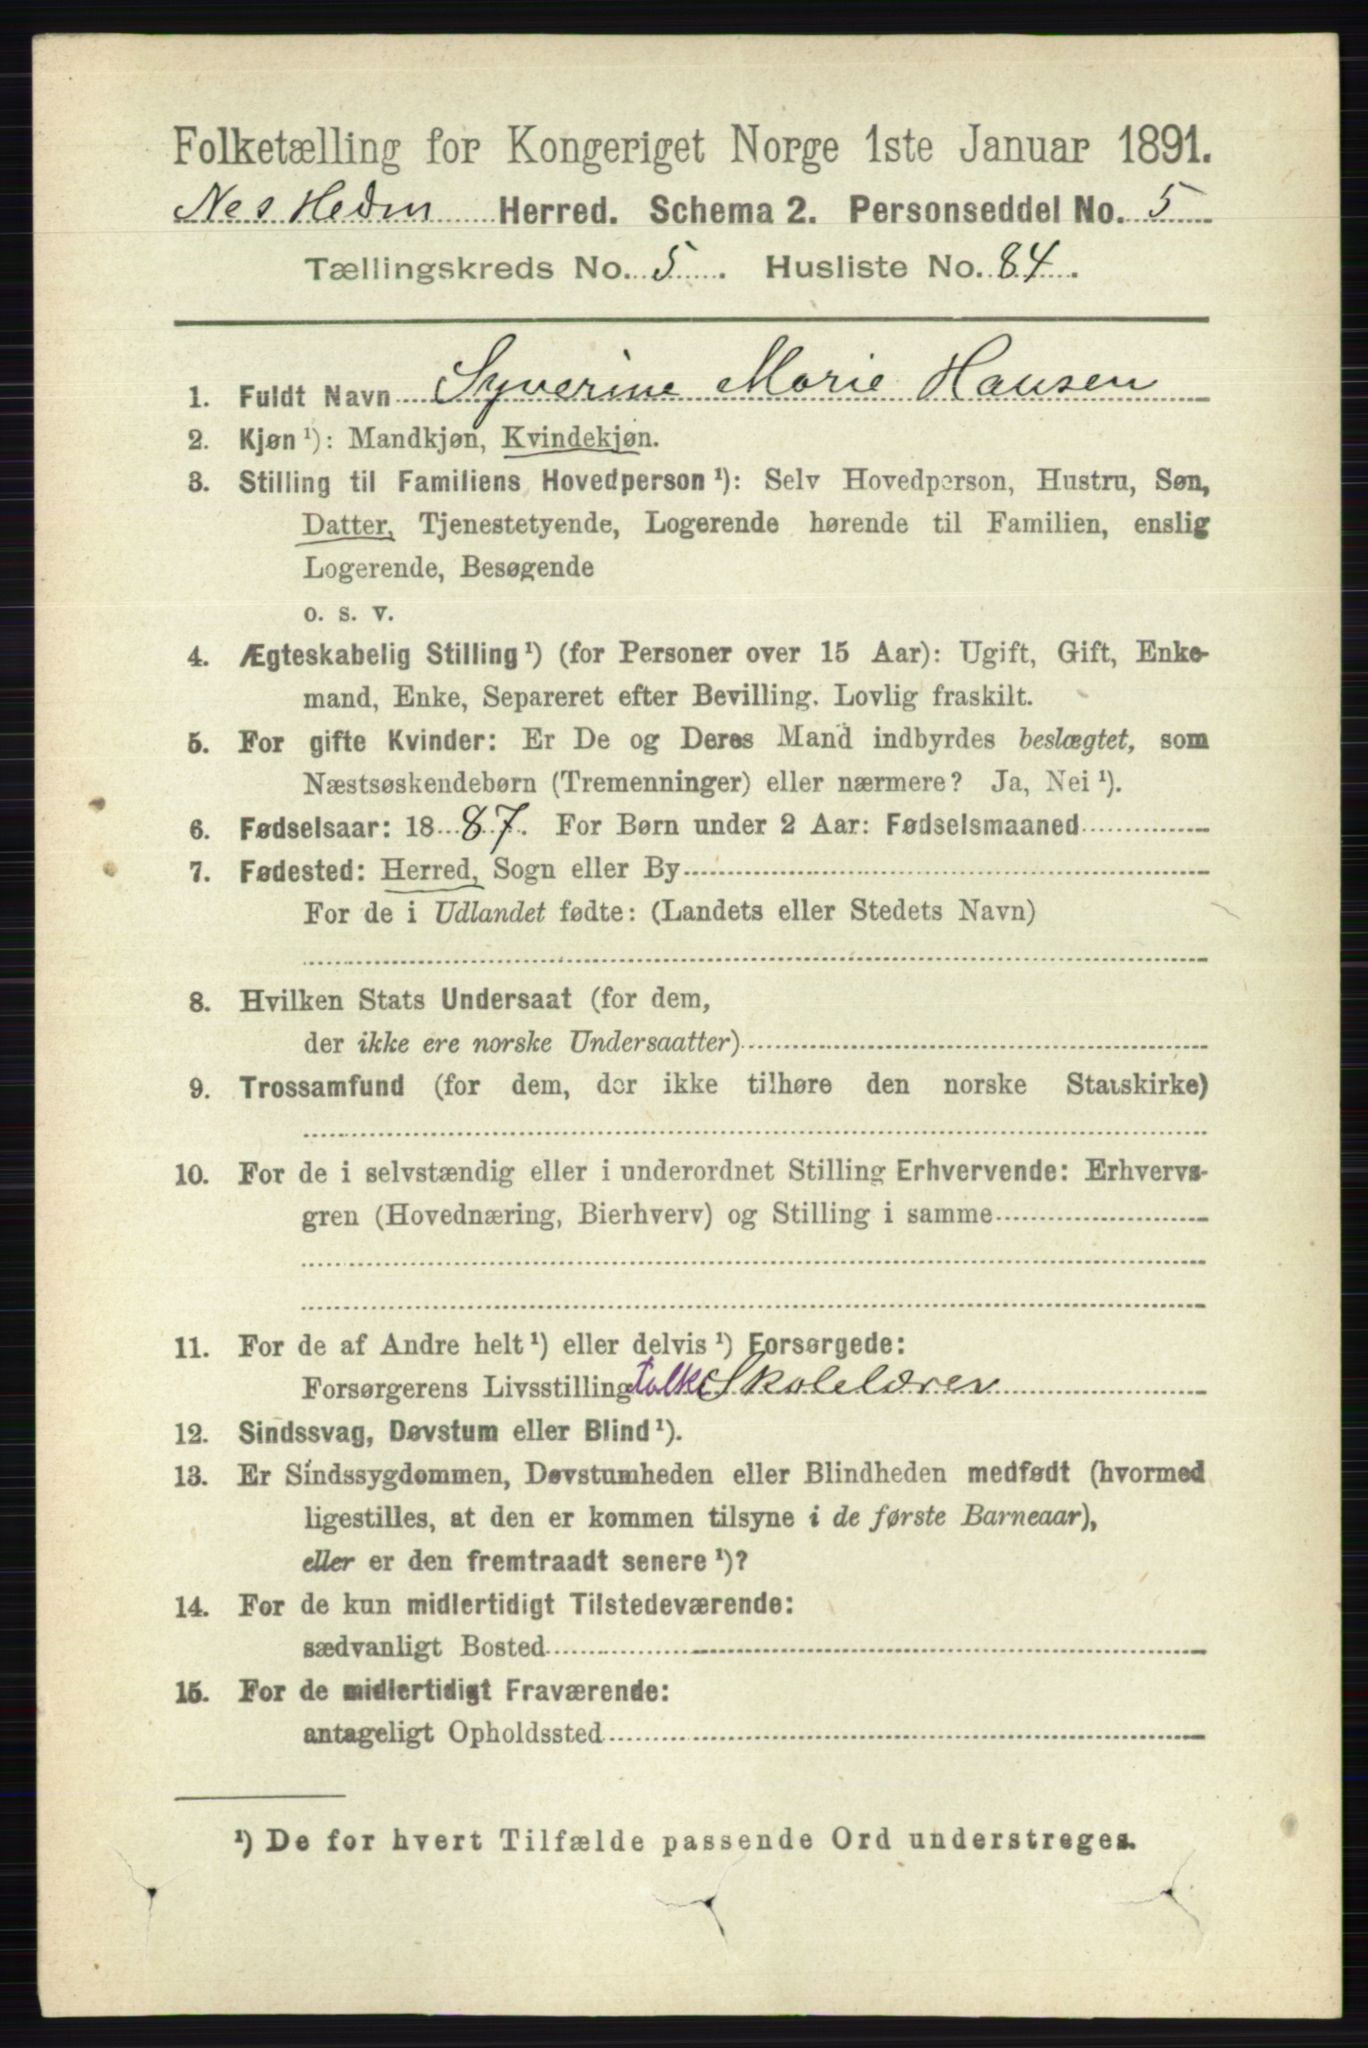 Folketælling for Kongeriget Norge 1ste Januar 1891.
Nes Hedm Herred. Schema 2. Personseddel No. 5
Tællingskreds No. 5. Husliste No. 84.
1. Fuldt Navn Syverine Marie Hansen
2. Kjøn ¹): Mandkjøn, Kvindekjøn.
3. Stilling til Familiens Hovedperson ¹): Selv Hovedperson, Hustru, Søn,
Datter, Tjenestetyende, Logerende hørende til Familien, enslig
Logerende, Besøgende
o. s. v.
4. Ægteskabelig Stilling ¹) (for Personer over 15 Aar): Ugift, Gift, Enke-
mand, Enke, Separeret efter Bevilling. Lovlig fraskilt.
5. For gifte Kvinder: Er De og Deres Mand indbyrdes beslægtet, som
Næstsøskendebørn (Tremenninger) eller nærmere? Ja, Nei ¹).
6. Fødselsaar: 1887. For Børn under 2 Aar: Fødselsmaaned
7. Fødested: Herred, Sogn eller By
For de i Udlandet fødte: (Landets eller Stedets Navn)
8. Hvilken Stats Undersaat (for dem,
der ikke ere norske Undersaatter)
9. Trossamfund (for dem, der ikke tilhøre den norske Statskirke)
10. For de i selvstændig eller i underordnet Stilling Erhvervende: Erhvervs-
gren (Hovednæring, Bierhverv) og Stilling i samme
11. For de af Andre helt ¹) eller delvis ¹) Forsørgede:
Forsørgerens Livsstilling folke Skolelærer
12. Sindssvag, Døvstum eller Blind ¹).
13. Er Sindssygdommen, Døvstumheden eller Blindheden medfødt (hvormed
ligestilles, at den er kommen tilsyne i de første Barneaar),
eller er den fremtraadt senere ¹)?
14. For de kun midlertidigt Tilstedeværende:
sædvanligt Bosted
15. For de midlertidigt Fraværende:
antageligt Opholdssted
¹) De for hvert Tilfælde passende Ord understreges.